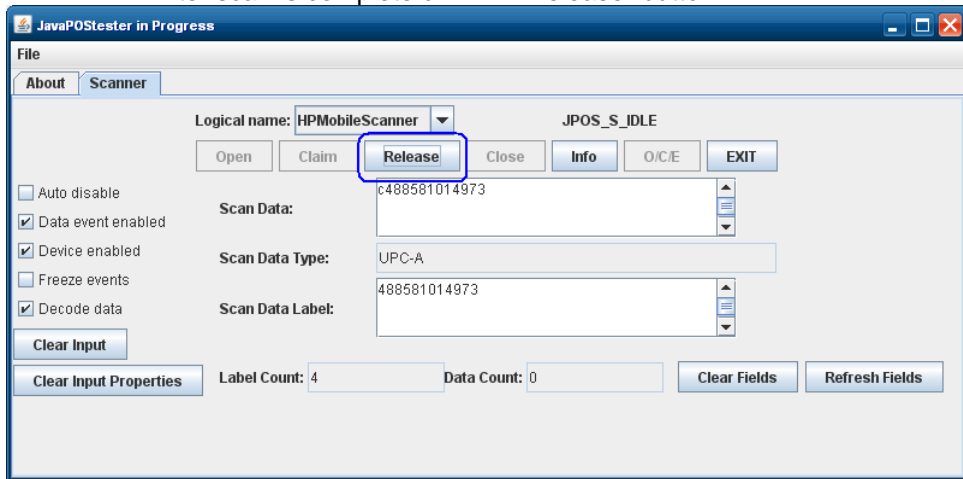 JavaPOStester in Progress
File
About Scanner
Logical name: HPMobileScanner JPOS_S_IDLE
Open Claim Release Close Info O/C/E EXIT
Auto disable
Data event enabled
Device enabled
Freeze events
Decode data
Clear Input
Clear Input Properties
Scan Data: c488581014973
Scan Data Type: UPC-A
Scan Data Label: 488581014973
Label Count: 4 Data Count: 0 Clear Fields Refresh Fields